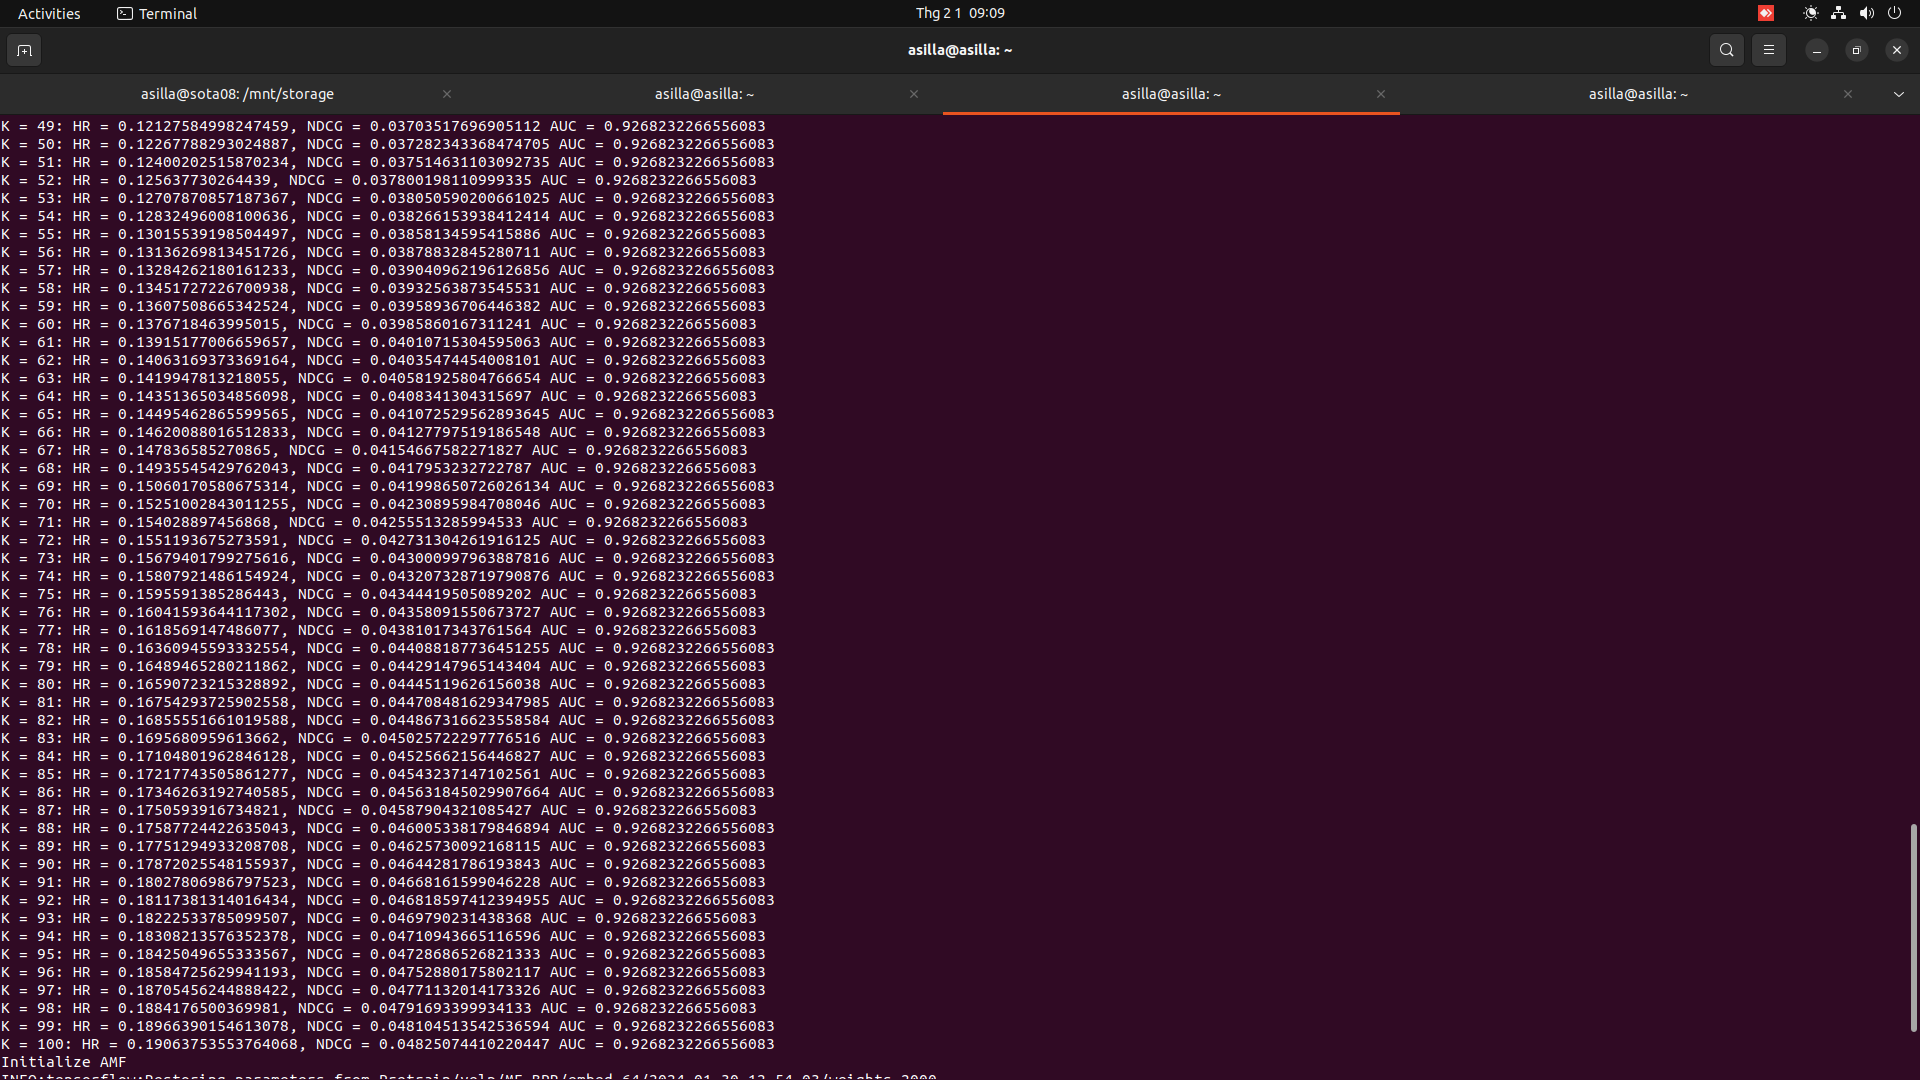 Activities Terminal Thg 2 1 09:09
asilla@asilla: ~
asilla@sota08: /mnt/storage asilla@asilla: ~ asilla@asilla: ~ asilla@asilla: ~
K = 49: HR = 0.12127584998247459, NDCG = 0.03703517696905112 AUC = 0.9268232266556083
K = 50: HR = 0.12267788293024887, NDCG = 0.037282343368474705 AUC = 0.9268232266556083
K = 51: HR = 0.12400202515870234, NDCG = 0.037514631103092735 AUC = 0.9268232266556083
K = 52: HR = 0.125637730264439, NDCG = 0.037800198110999335 AUC = 0.9268232266556083
K = 53: HR = 0.12707870857187367, NDCG = 0.038050590200661025 AUC = 0.9268232266556083
K = 54: HR = 0.12832496008100636, NDCG = 0.038266153938412414 AUC = 0.9268232266556083
K = 55: HR = 0.13015539198504497, NDCG = 0.03858134595415886 AUC = 0.9268232266556083
K = 56: HR = 0.13136269813451726, NDCG = 0.03878832845280711 AUC = 0.9268232266556083
K = 57: HR = 0.13284262180161233, NDCG = 0.039040962196126856 AUC = 0.9268232266556083
K = 58: HR = 0.13451727226700938, NDCG = 0.03932563873545531 AUC = 0.9268232266556083
K = 59: HR = 0.13607508665342524, NDCG = 0.03958936706446382 AUC = 0.9268232266556083
K = 60: HR = 0.1376718463995015, NDCG = 0.03985860167311241 AUC = 0.9268232266556083
K = 61: HR = 0.13915177006659657, NDCG = 0.04010715304595063 AUC = 0.9268232266556083
K = 62: HR = 0.14063169373369164, NDCG = 0.04035474454008101 AUC = 0.9268232266556083
K = 63: HR = 0.1419947813218055, NDCG = 0.040581925804766654 AUC = 0.9268232266556083
K = 64: HR = 0.14351365034856098, NDCG = 0.0408341304315697 AUC = 0.9268232266556083
K = 65: HR = 0.14495462865599565, NDCG = 0.041072529562893645 AUC = 0.9268232266556083
K = 66: HR = 0.14620088016512833, NDCG = 0.04127797519186548 AUC = 0.9268232266556083
K = 67: HR = 0.147836585270865, NDCG = 0.04154667582271827 AUC = 0.9268232266556083
K = 68: HR = 0.14935545429762043, NDCG = 0.0417953232722787 AUC = 0.9268232266556083
K = 69: HR = 0.15060170580675314, NDCG = 0.041998650726026134 AUC = 0.9268232266556083
K = 70: HR = 0.15251002843011255, NDCG = 0.04230895984708046 AUC = 0.9268232266556083
K = 71: HR = 0.154028897456868, NDCG = 0.04255513285994533 AUC = 0.9268232266556083
K = 72: HR = 0.1551193675273591, NDCG = 0.042731304261916125 AUC = 0.9268232266556083
K = 73: HR = 0.15679401799275616, NDCG = 0.043000997963887816 AUC = 0.9268232266556083
K = 74: HR = 0.15807921486154924, NDCG = 0.043207328719790876 AUC = 0.9268232266556083
K = 75: HR = 0.1595591385286443, NDCG = 0.04344419505089202 AUC = 0.9268232266556083
K = 76: HR = 0.16041593644117302, NDCG = 0.04358091550673727 AUC = 0.9268232266556083
K = 77: HR = 0.1618569147486077, NDCG = 0.04381017343761564 AUC = 0.9268232266556083
K = 78: HR = 0.16360945593332554, NDCG = 0.044088187736451255 AUC = 0.9268232266556083
K = 79: HR = 0.16489465280211862, NDCG = 0.04429147965143404 AUC = 0.9268232266556083
K = 80: HR = 0.16590723215328892, NDCG = 0.04445119626156038 AUC = 0.9268232266556083
K = 81: HR = 0.16754293725902558, NDCG = 0.044708481629347985 AUC = 0.9268232266556083
K = 82: HR = 0.16855551661019588, NDCG = 0.044867316623558584 AUC = 0.9268232266556083
K = 83: HR = 0.1695680959613662, NDCG = 0.045025722297776516 AUC = 0.9268232266556083
K = 84: HR = 0.17104801962846128, NDCG = 0.04525662156446827 AUC = 0.9268232266556083
K = 85: HR = 0.17217743505861277, NDCG = 0.04543237147102561 AUC = 0.9268232266556083
K = 86: HR = 0.17346263192740585, NDCG = 0.045631845029907664 AUC = 0.9268232266556083
K = 87: HR = 0.1750593916734821, NDCG = 0.04587904321085427 AUC = 0.9268232266556083
K = 88: HR = 0.17587724422635043, NDCG = 0.046005338179846894 AUC = 0.9268232266556083
K = 89: HR = 0.17751294933208708, NDCG = 0.04625730092168115 AUC = 0.9268232266556083
K = 90: HR = 0.17872025548155937, NDCG = 0.04644281786193843 AUC = 0.9268232266556083
K = 91: HR = 0.18027806986797523, NDCG = 0.04668161599046228 AUC = 0.9268232266556083
K = 92: HR = 0.18117381314016434, NDCG = 0.046818597412394955 AUC = 0.9268232266556083
K = 93: HR = 0.18222533785099507, NDCG = 0.0469790231438368 AUC = 0.9268232266556083
K = 94: HR = 0.18308213576352378, NDCG = 0.04710943665116596 AUC = 0.9268232266556083
K = 95: HR = 0.18425049655333567, NDCG = 0.04728686526821333 AUC = 0.9268232266556083
K = 96: HR = 0.18584725629941193, NDCG = 0.04752880175802117 AUC = 0.9268232266556083
K = 97: HR = 0.18705456244888422, NDCG = 0.04771132014173326 AUC = 0.9268232266556083
K = 98: HR = 0.1884176500369981, NDCG = 0.04791693399934133 AUC = 0.9268232266556083
K = 99: HR = 0.18966390154613078, NDCG = 0.048104513542536594 AUC = 0.9268232266556083
K = 100: HR = 0.19063753553764068, NDCG = 0.04825074410220447 AUC = 0.9268232266556083
Initialize AMF
INFO:tensorflow:Restoring parameters from Pretrain/yelp/MF_BPR/embed_64/2024-01-30_12_54_03/weights-2000